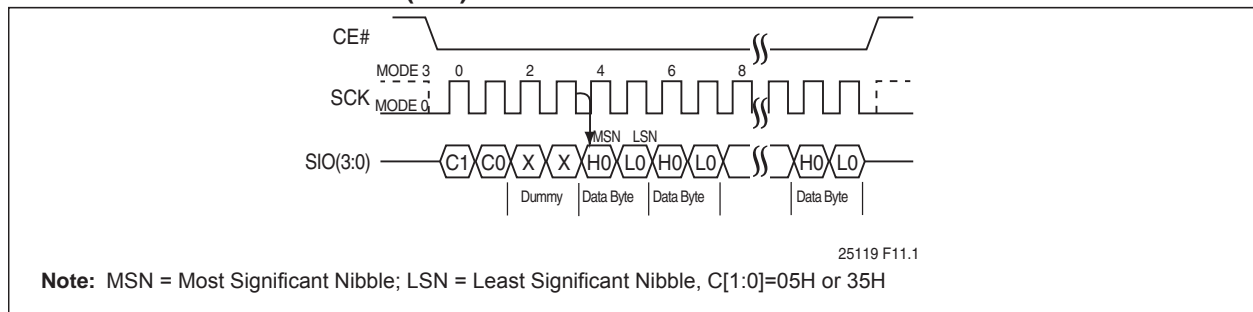 CE#
MODE 3 0 2 4 6 8
SCK
MODE 0
MSN LSN
SIO(3:0) C1 C0 X X H0 L0 H0 L0 H0 L0
Dummy Data Byte Data Byte Data Byte
25119 F11.1
Note: MSN = Most Significant Nibble; LSN = Least Significant Nibble, C[1:0]=05H or 35H